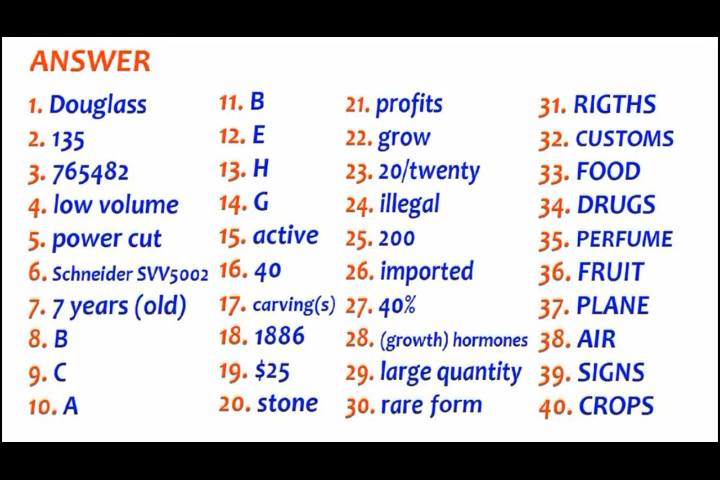 ANSWER
1. Douglass
2. 135
3. 765482
4. low volume
5. power cut
6. Schneider SVV5002
7. 7 years (old)
8. B
9. C
10. A
11. B
12. E
13. H
14. G
15. active
16. 40
17. carving(s)
18. 1886
19. $25
20. stone
21. profits
22. grow
23. 20/twenty
24. illegal
25. 200
26. imported
27. 40%
28. (growth) hormones
29. large quantity
30. rare form
31. RIGTHS
32. CUSTOMS
33. FOOD
34. DRUGS
35. PERFUME
36. FRUIT
37. PLANE
38. AIR
39. SIGNS
40. CROPS